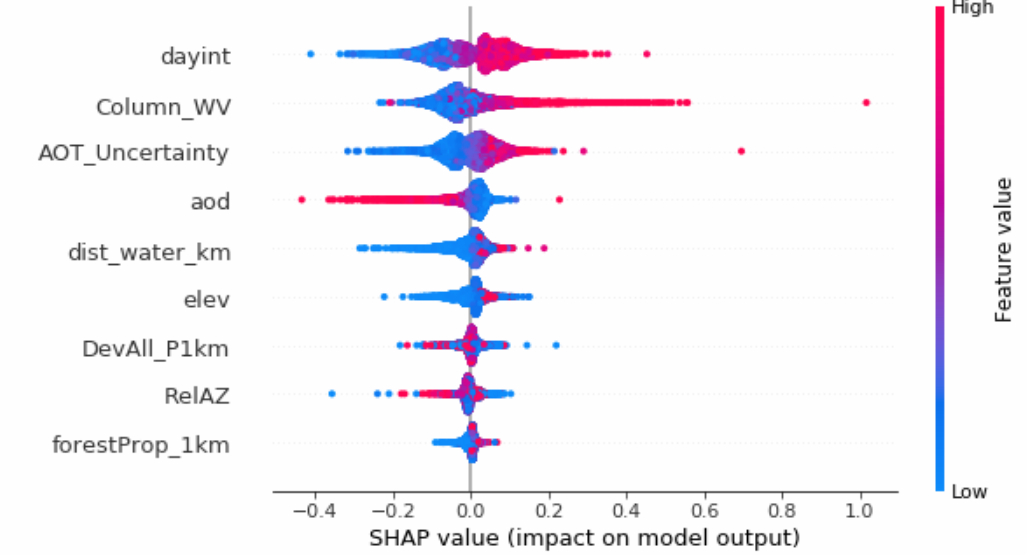 High
dayint
Column_WV
AOT_Uncertainty
aod
dist_water_km
elev
DevAll_P1km
RelAZ
forestProp_1km
Feature value
Low
−0.4 −0.2 0.0 0.2 0.4 0.6 0.8 1.0
SHAP value (impact on model output)